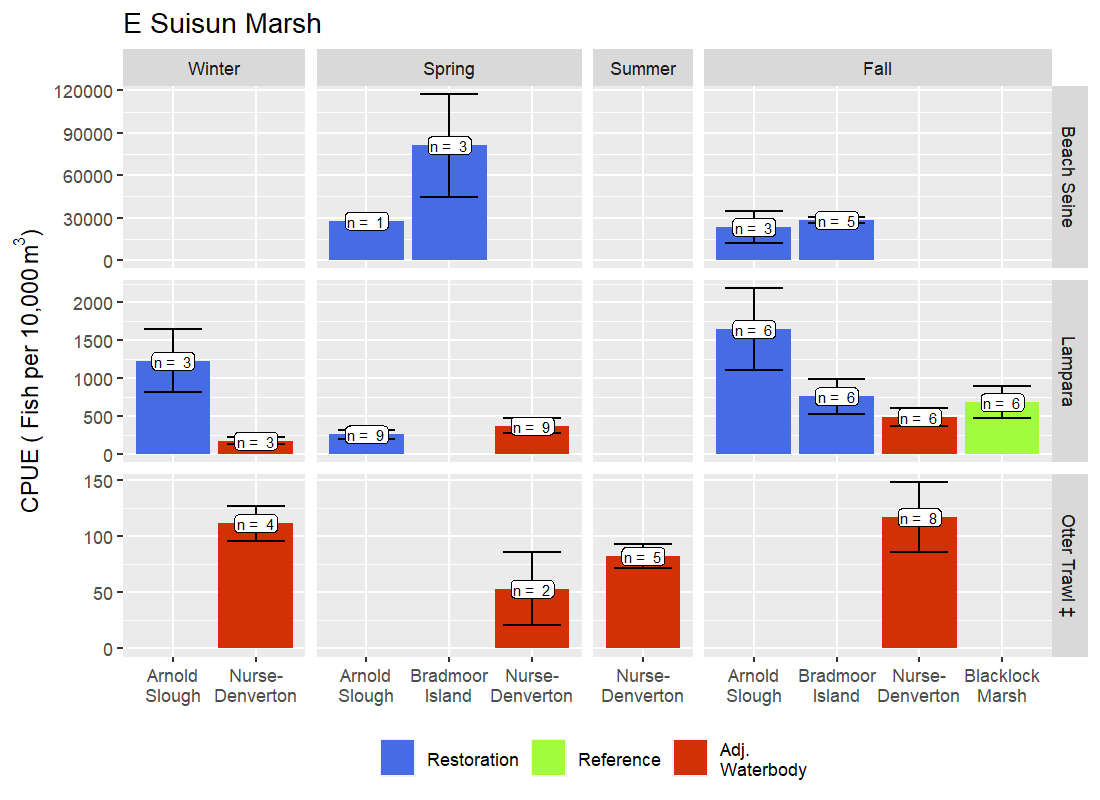 E Suisun Marsh
Winter
Spring
Summer
Fall
CPUE ( Fish per 10,000 m³)
120000
90000
60000
30000
0
n = 1
n = 3
n = 3
n = 5
Beach Seine
2000
1500
1000
500
0
n = 3
n = 3
n = 9
n = 9
n = 6
n = 6
n = 6
n = 6
Lampara
150
100
50
0
n = 4
n = 2
n = 5
n = 8
Otter Trawl ‡
Arnold
Slough
Nurse-
Denverton
Arnold
Slough
Bradmoor
Island
Nurse-
Denverton
Nurse-
Denverton
Arnold
Slough
Bradmoor
Island
Nurse-
Denverton
Blacklock
Marsh
Restoration
Reference
Adj.
Waterbody